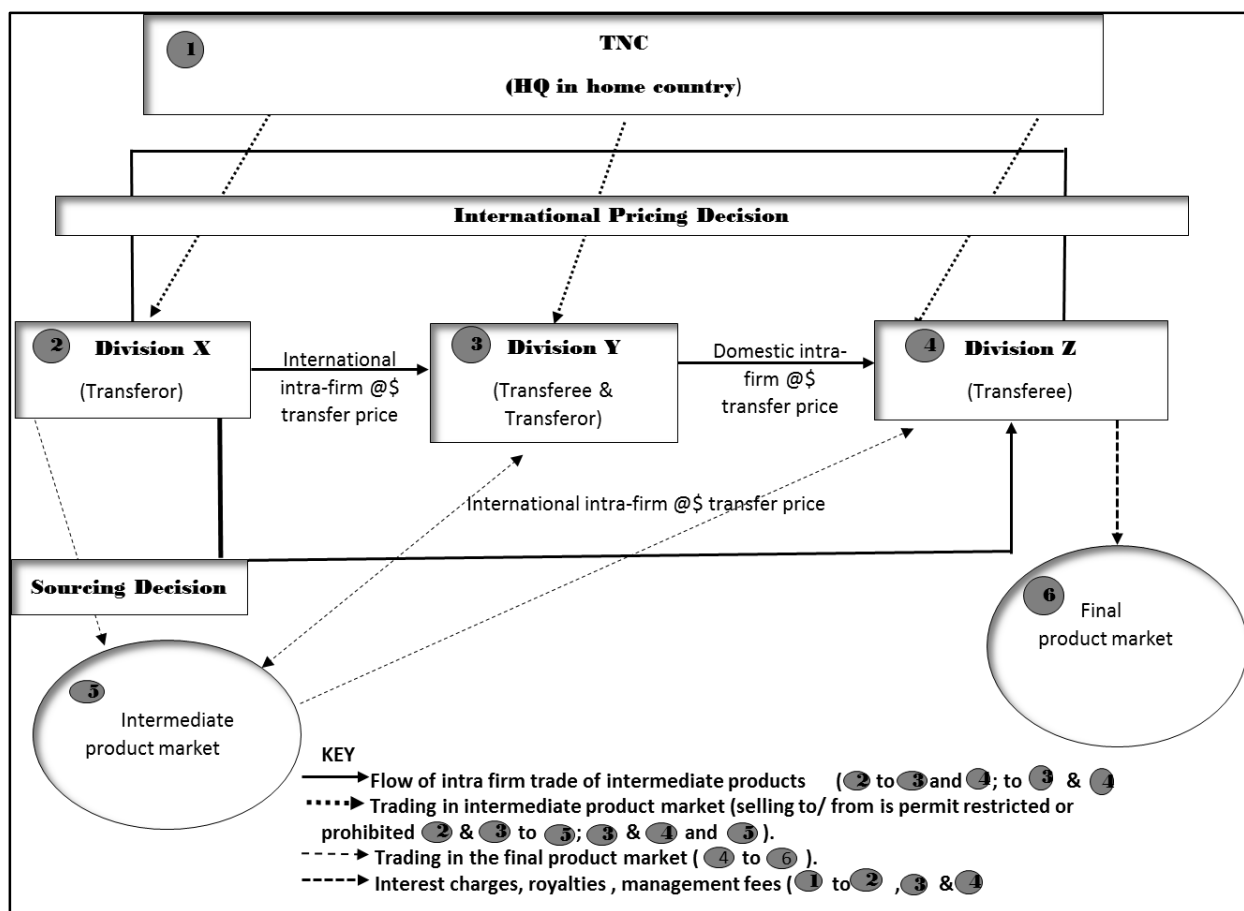 1
TNC
(HQ in home country)
International Pricing Decision
2
Division X
(Transferor)
International
intra-firm @$
transfer price
3
Division Y
(Transferee &
Transferor)
Domestic intra-
firm @$
transfer price
4
Division Z
(Transferee)
International intra-firm @$ transfer price
Sourcing Decision
5
Intermediate
product market
6
Final
product market
KEY
Flow of intra firm trade of intermediate products (2 to 3 and 4; to 3 & 4
Trading in intermediate product market (selling to/ from is permit restricted or
prohibited 2 & 3 to 5; 3 & 4 and 5 ).
Trading in the final product market ( 4 to 6 ).
Interest charges, royalties , management fees (1 to 2 , 3 & 4